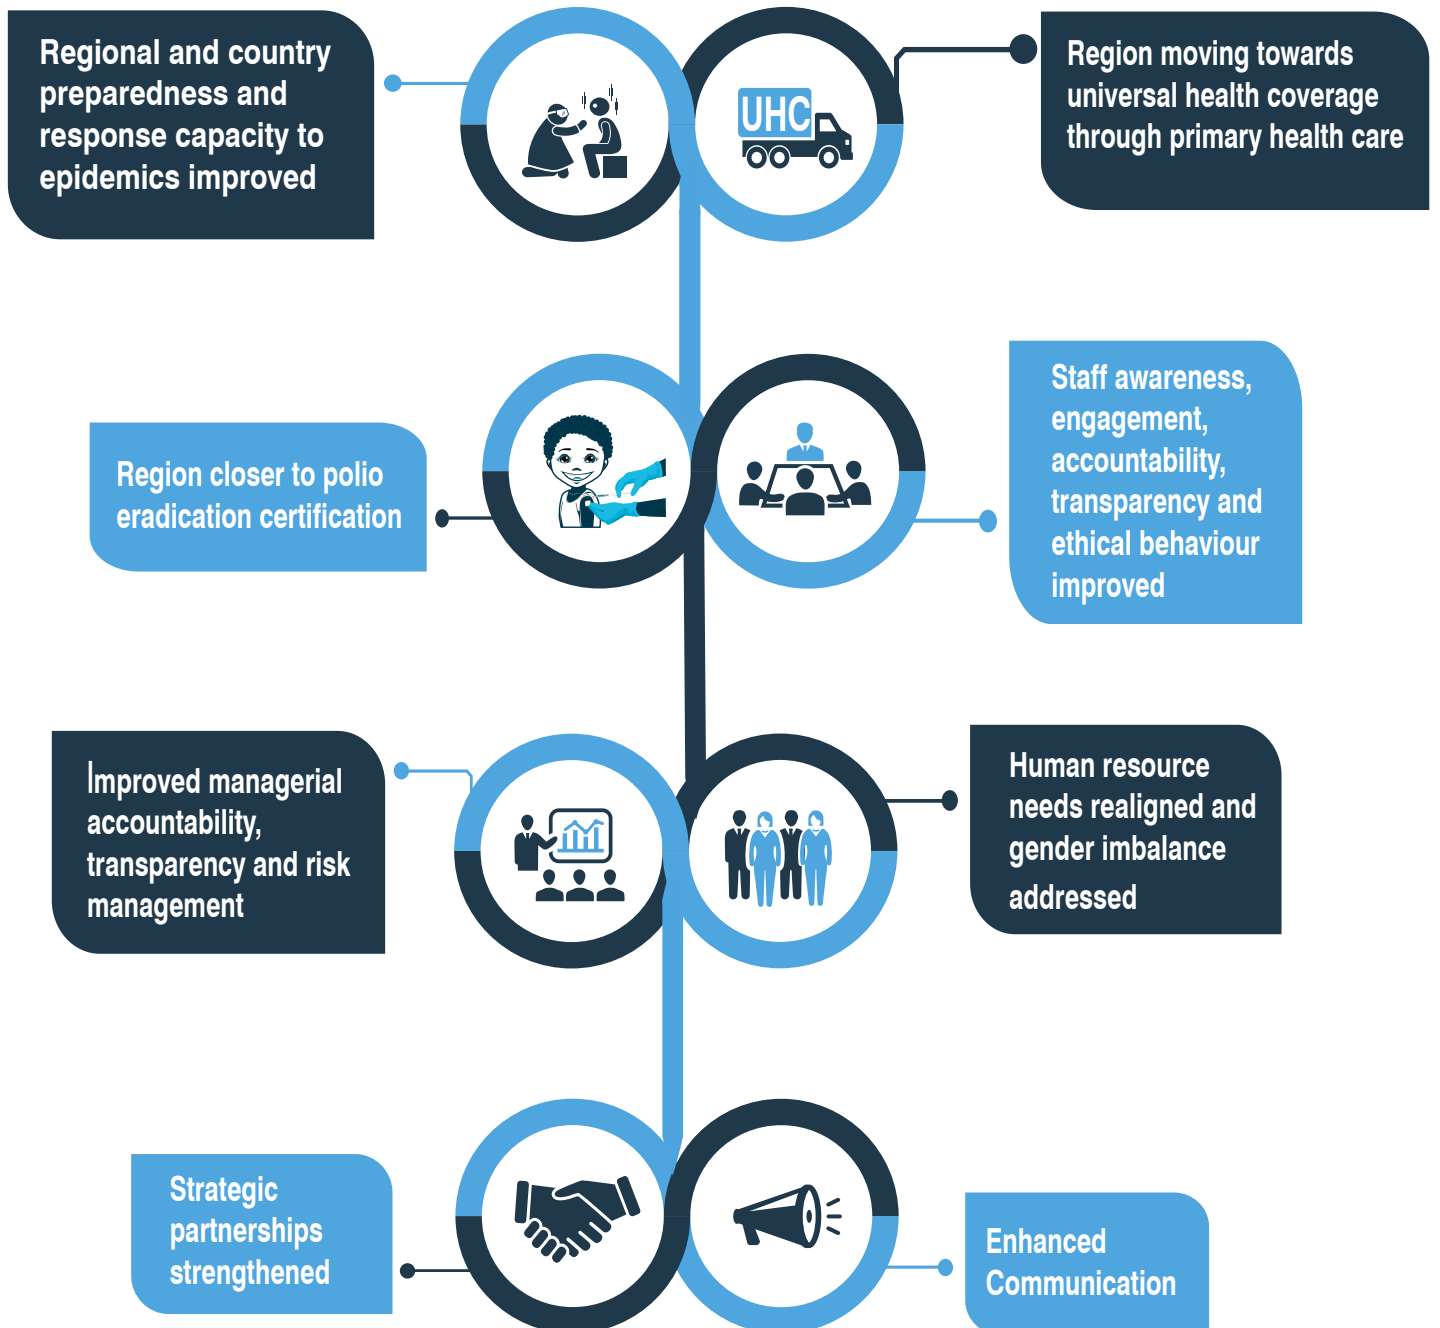 Regional and country
preparedness and
response capacity to
epidemics improved
UHC
Region moving towards
universal health coverage
through primary health care
Region closer to polio
eradication certification
Staff awareness,
engagement,
accountability,
transparency and
ethical behaviour
improved
Improved managerial
accountability,
transparency and risk
management
Human resource
needs realigned and
gender imbalance
addressed
Strategic
partnerships
strengthened
Enhanced
Communication